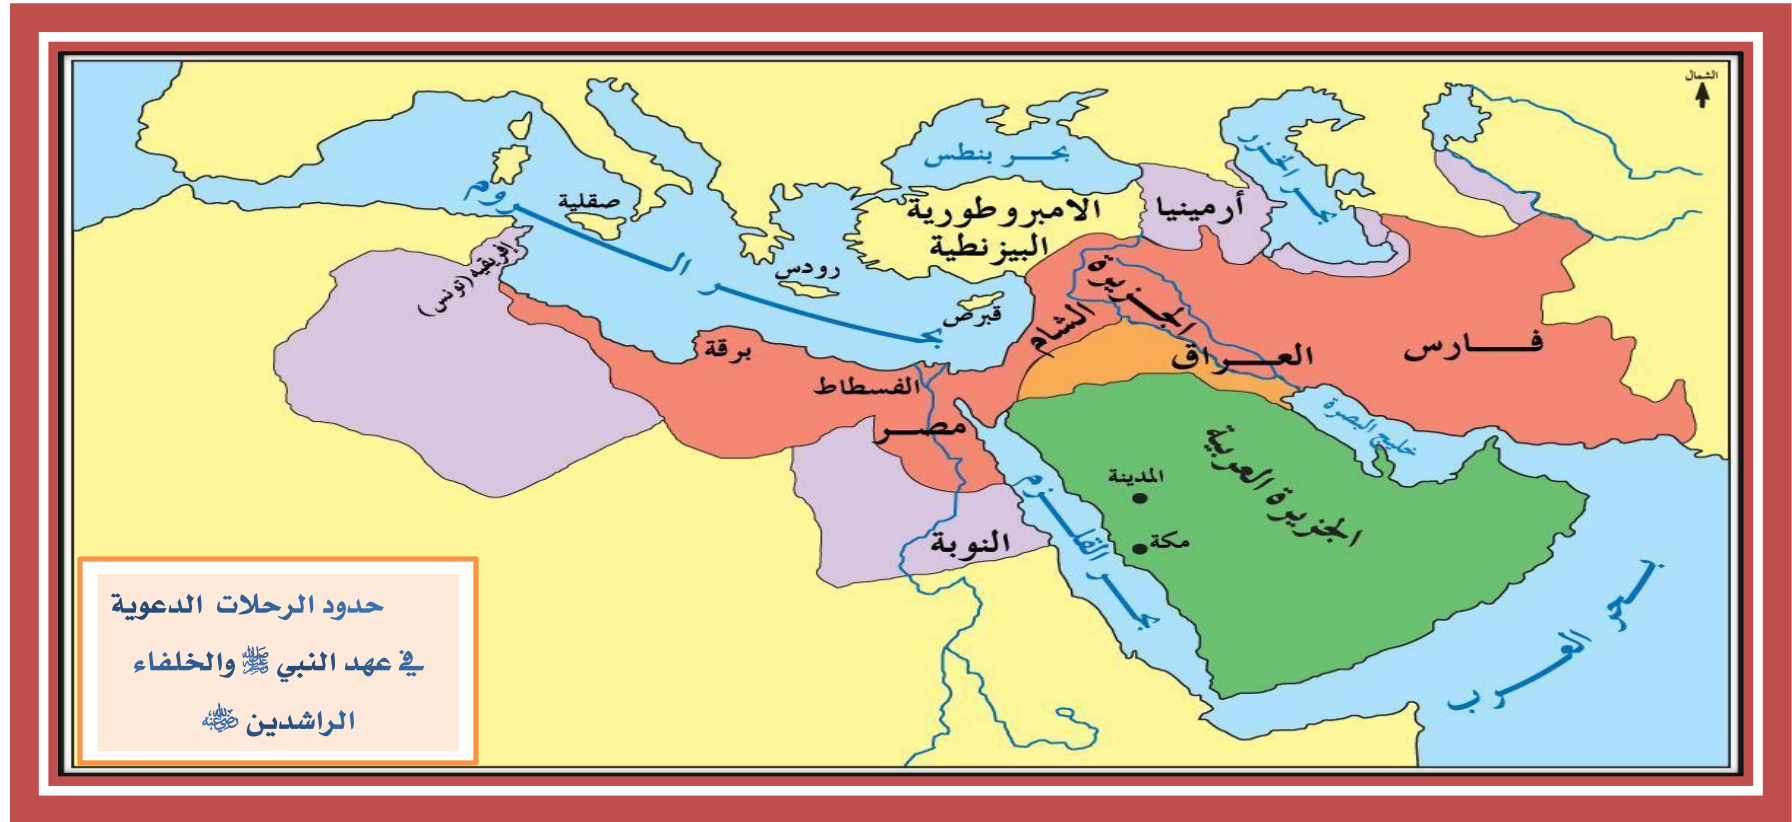 الشمال
بحر بنطس
بحر الخزر
أرمينيا
الامبروطورية
البيزنطية
صقلية
بحر الروم
إفريقيه (تونس)
رودس
قبرص
الجزيرة
الشام
العراق
فارس
برقة
الفسطاط
مصر
خليج البصرة
الجزيرة العربية
المدينة
مكة
بحر القلزم
النوبة
بحر العرب
حدود الرحلات الدعوية
في عهد النبي ﷺ والخلفاء
الراشدين رضي الله عنه